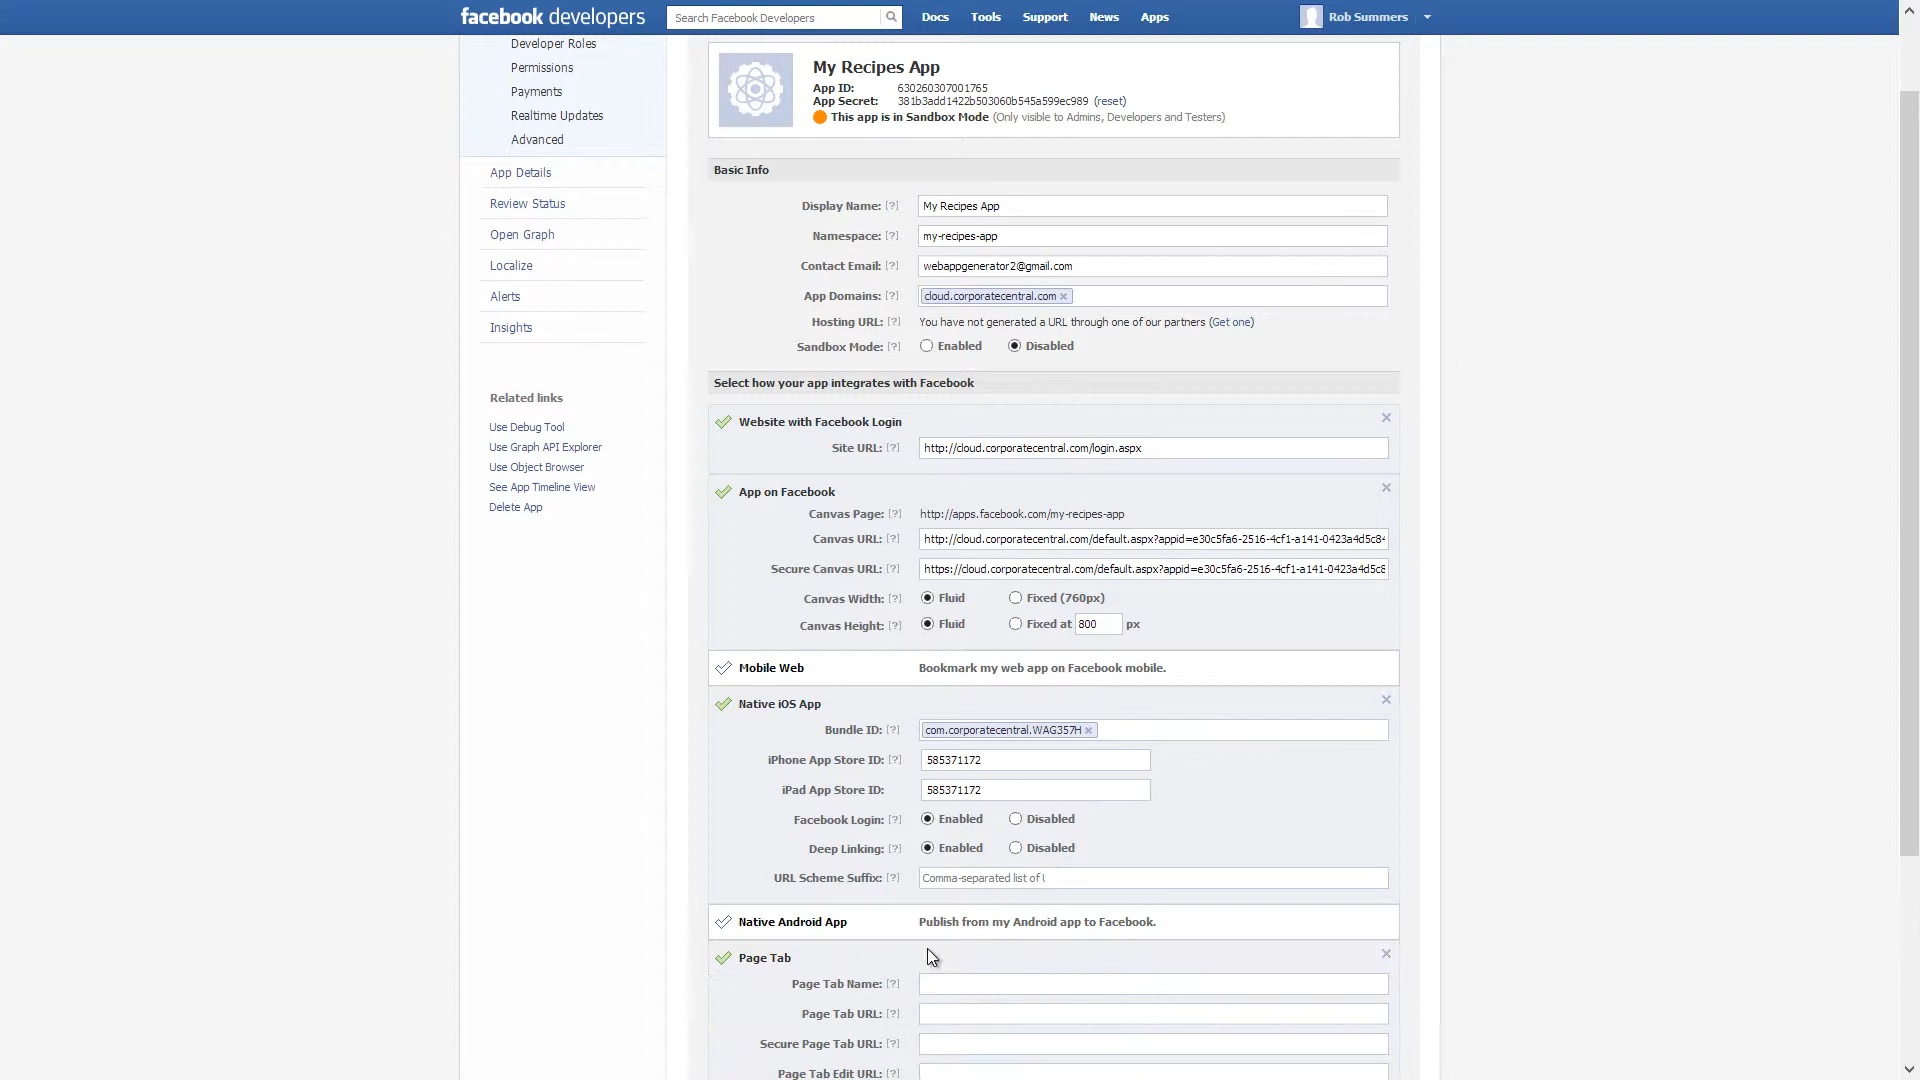 facebook developers Search Facebook Developers Docs Tools Support News Apps Rob Summers
Developer Roles
Permissions
Payments
Realtime Updates
Advanced
App Details
Review Status
Open Graph
Localize
Alerts
Insights
Related links
Use Debug Tool
Use Graph API Explorer
Use Object Browser
See App Timeline View
Delete App
My Recipes App
App ID: 630260307001765
App Secret: 381b3add1422b503060b545a599ec989 (reset)
This app is in Sandbox Mode (Only visible to Admins, Developers and Testers)
Basic Info
Display Name: [?] My Recipes App
Namespace: [?] my-recipes-app
Contact Email: [?] webappgenerator2@gmail.com
App Domains: [?] cloud.corporatecentral.com ×
Hosting URL: [?] You have not generated a URL through one of our partners (Get one)
Sandbox Mode: [?] Enabled Disabled
Select how your app integrates with Facebook
Website with Facebook Login
Site URL: [?] http://cloud.corporatecentral.com/login.aspx
App on Facebook
Canvas Page: [?] http://apps.facebook.com/my-recipes-app
Canvas URL: [?] http://cloud.corporatecentral.com/default.aspx?appid=e30c5fa6-2516-4cf1-a141-0423a4d5c84
Secure Canvas URL: [?] https://cloud.corporatecentral.com/default.aspx?appid=e30c5fa6-2516-4cf1-a141-0423a4d5c8
Canvas Width: [?] Fluid Fixed (760px)
Canvas Height: [?] Fluid Fixed at 800 px
Mobile Web Bookmark my web app on Facebook mobile.
Native iOS App
Bundle ID: [?] com.corporatecentral.WAG357H ×
iPhone App Store ID: [?] 585371172
iPad App Store ID: 585371172
Facebook Login: [?] Enabled Disabled
Deep Linking: [?] Enabled Disabled
URL Scheme Suffix: [?] Comma-separated list of
Native Android App Publish from my Android app to Facebook.
Page Tab
Page Tab Name: [?]
Page Tab URL: [?]
Secure Page Tab URL: [?]
Page Tab Edit URL: [?]